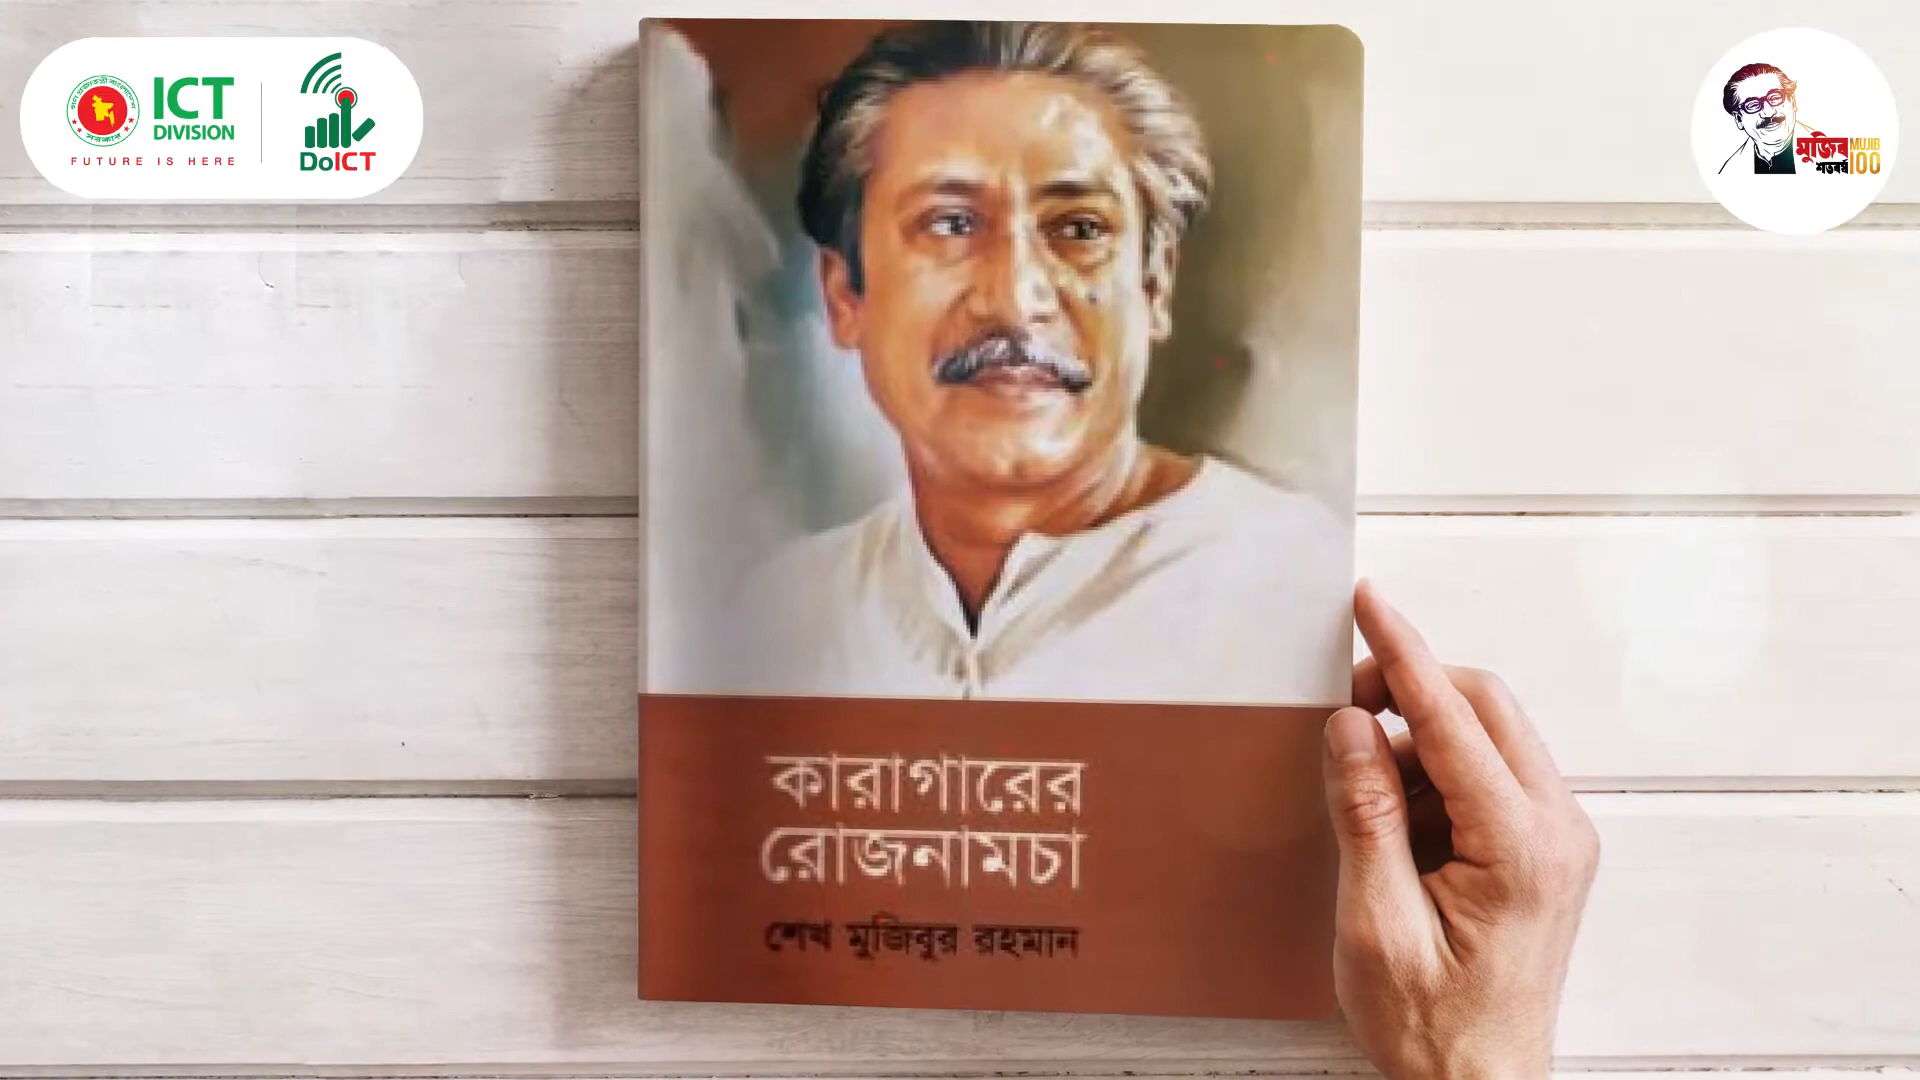 ICT
DIVISION
FUTURE IS HERE
DoICT
মুজিব
শতবর্ষ
MUJIB
100
কারাগারের
রোজনামচা
শেখ মুজিবুর রহমান